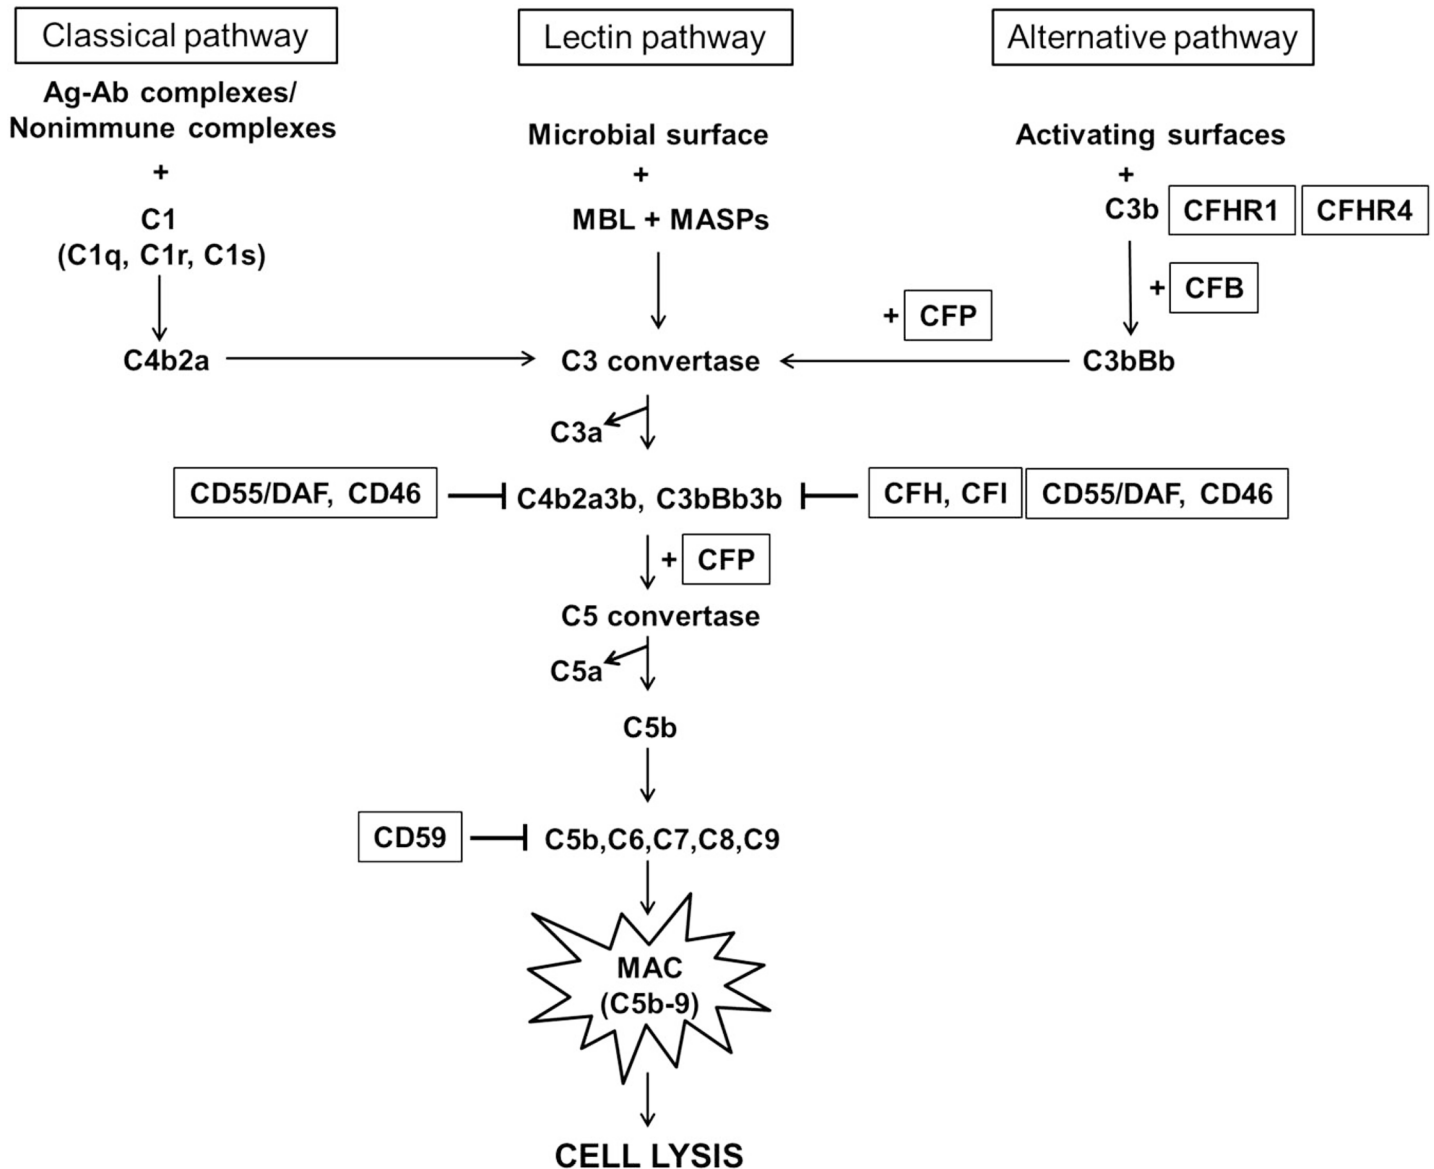 Classical pathway
Lectin pathway
Alternative pathway
Ag-Ab complexes/
Nonimmune complexes
+
C1
(C1q, C1r, C1s)
C4b2a
Microbial surface
+
MBL + MASPs
Activating surfaces
+
C3b CFHR1 CFHR4
+ CFB
+ CFP
C3bBb
C3 convertase
C3a
CD55/DAF, CD46
C4b2a3b, C3bBb3b
CFH, CFI CD55/DAF, CD46
+ CFP
C5 convertase
C5a
C5b
CD59
C5b,C6,C7,C8,C9
MAC
(C5b-9)
CELL LYSIS